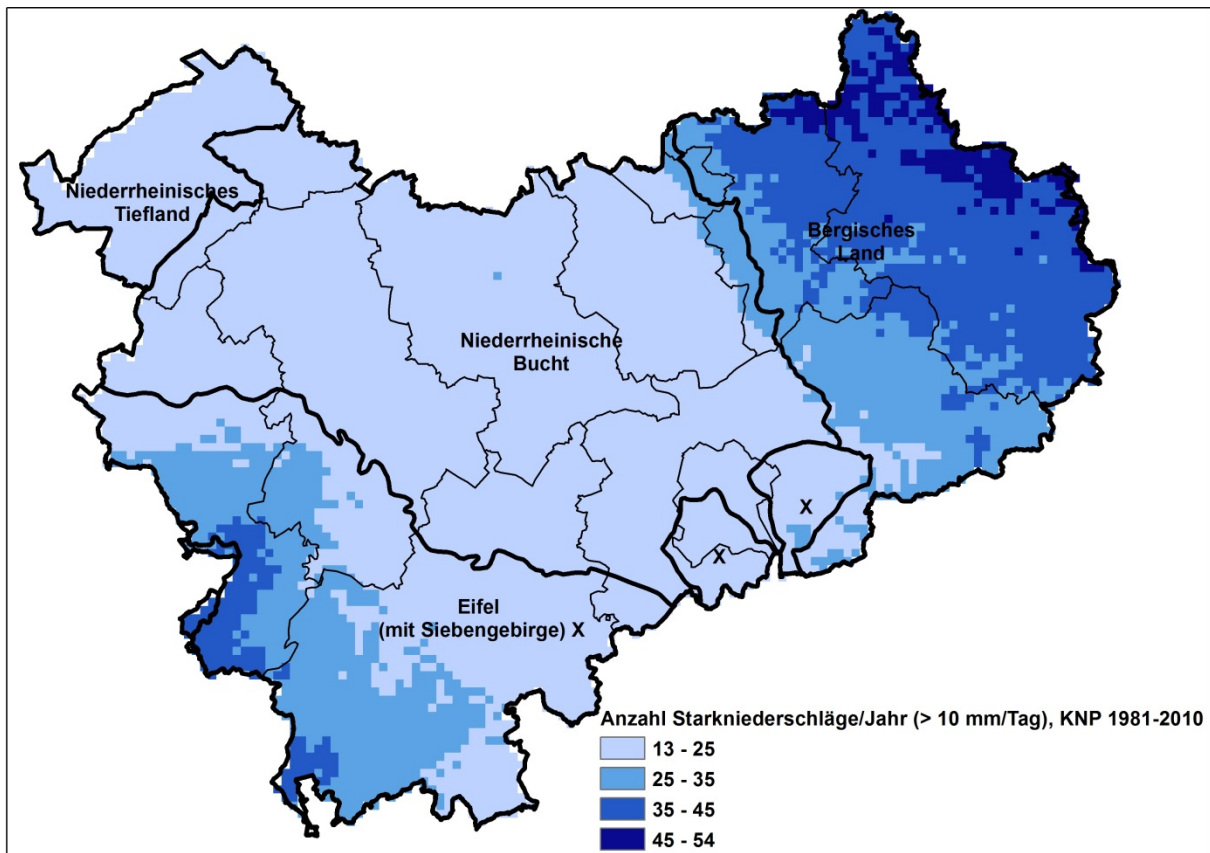 Niederrheinisches
Tiefland
Bergisches
Land
Niederrheinische
Bucht
X
X
Eifel
(mit Siebengebirge) X
Anzahl Starkniederschläge/Jahr (> 10 mm/Tag), KNP 1981-2010
13 - 25
25 - 35
35 - 45
45 - 54